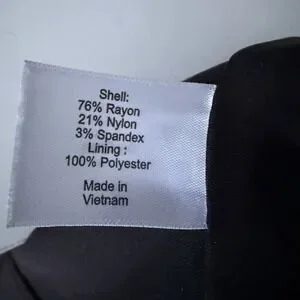 Shell:
76% Rayon
21% Nylon
3% Spandex
Lining :
100% Polyester
Made in
Vietnam